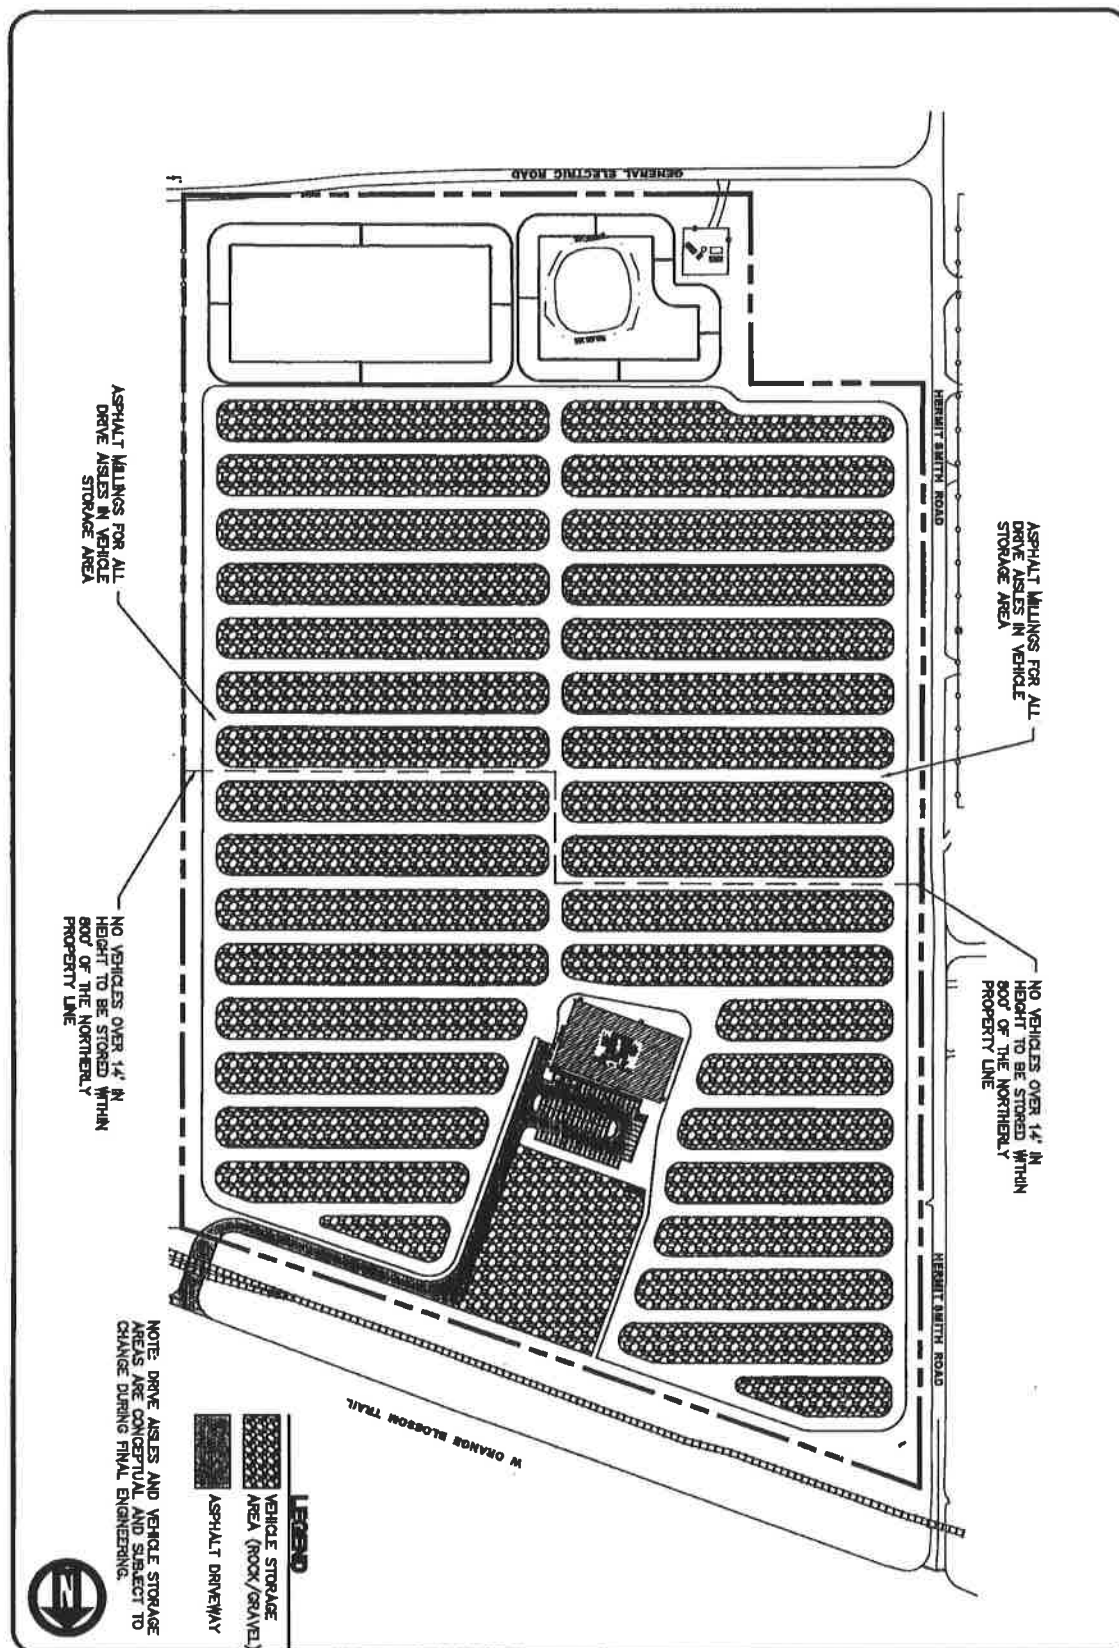 GENERAL ELECTRIC ROAD
HERMIT SMITH ROAD
ASPHALT MILLINGS FOR ALL
DRIVE AISLES IN VEHICLE
STORAGE AREA
ASPHALT MILLINGS FOR ALL
DRIVE AISLES IN VEHICLE
STORAGE AREA
NO VEHICLES OVER 14' IN
HEIGHT TO BE STORED WITHIN
800' OF THE NORTHERLY
PROPERTY LINE
NO VEHICLES OVER 14' IN
HEIGHT TO BE STORED WITHIN
800' OF THE NORTHERLY
PROPERTY LINE
HERMIT SMITH ROAD
W ORANGE BLOSSOM TRAIL
LEGEND
VEHICLE STORAGE
AREA (ROCK/GRAVEL)
ASPHALT DRIVEWAY
NOTE: DRIVE AISLES AND VEHICLE STORAGE
AREAS ARE CONCEPTUAL AND SUBJECT TO
CHANGE DURING FINAL ENGINEERING.
N